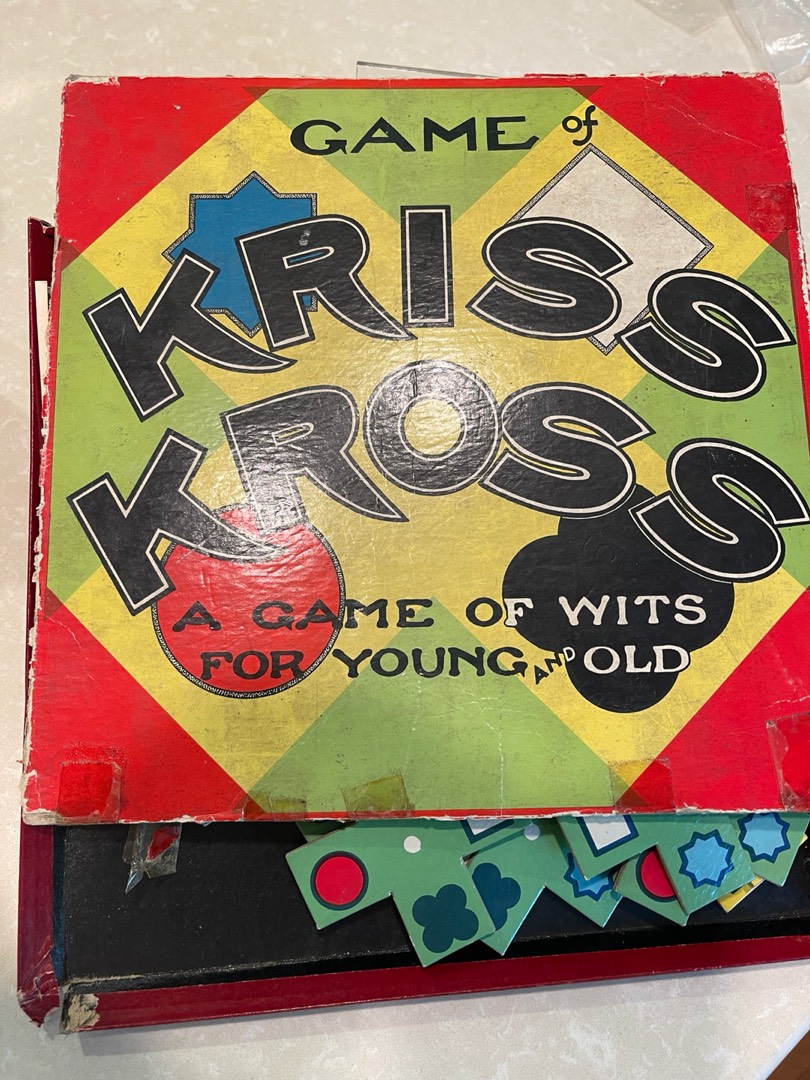 GAME of
KRISS
KROSS
A GAME OF WITS
FOR YOUNG AND OLD